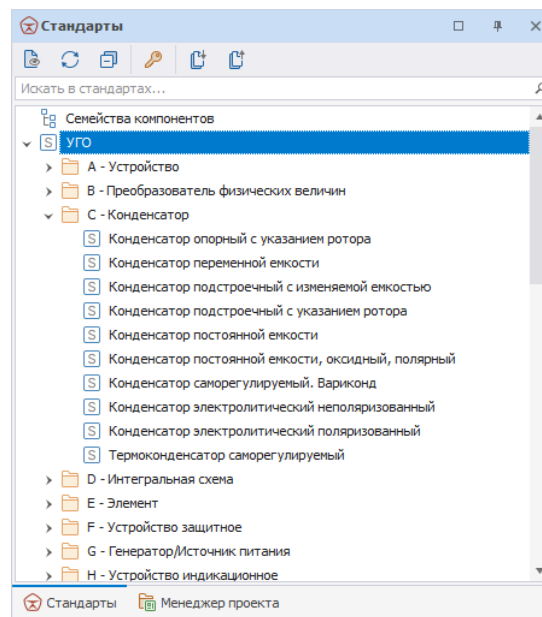 Стандарты
Искать в стандартах...
Семейства компонентов
S УГО
A - Устройство
B - Преобразователь физических величин
C - Конденсатор
S Конденсатор опорный с указанием ротора
S Конденсатор переменной емкости
S Конденсатор подстроечный с изменяемой емкостью
S Конденсатор подстроечный с указанием ротора
S Конденсатор постоянной емкости
S Конденсатор постоянной емкости, оксидный, полярный
S Конденсатор саморегулируемый. Вариконд
S Конденсатор электролитический неполяризованный
S Конденсатор электролитический поляризованный
S Термоконденсатор саморегулируемый
D - Интегральная схема
E - Элемент
F - Устройство защитное
G - Генератор/Источник питания
H - Устройство индикационное
Стандарты Менеджер проекта